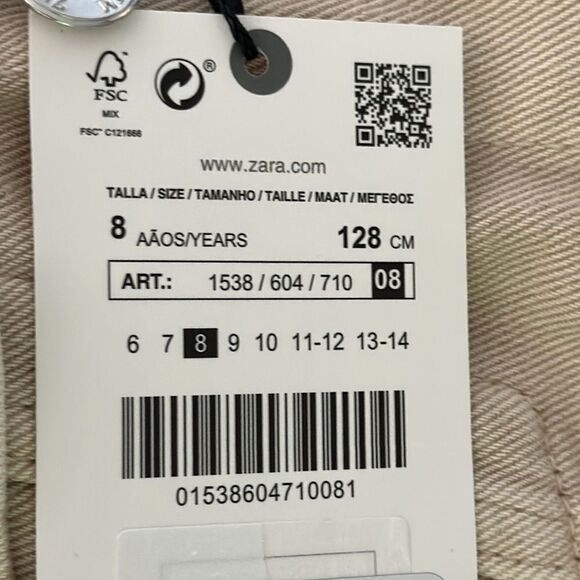 FSC
MIX
FSC™ C121666
®
www.zara.com
TALLA / SIZE / TAMANHO / TAILLE / MAAT / ΜΕΓΕΘΟΣ
8 AÃOS/YEARS 128 CM
ART.: 1538 / 604 / 710 08
6 7 8 9 10 11-12 13-14
01538604710081